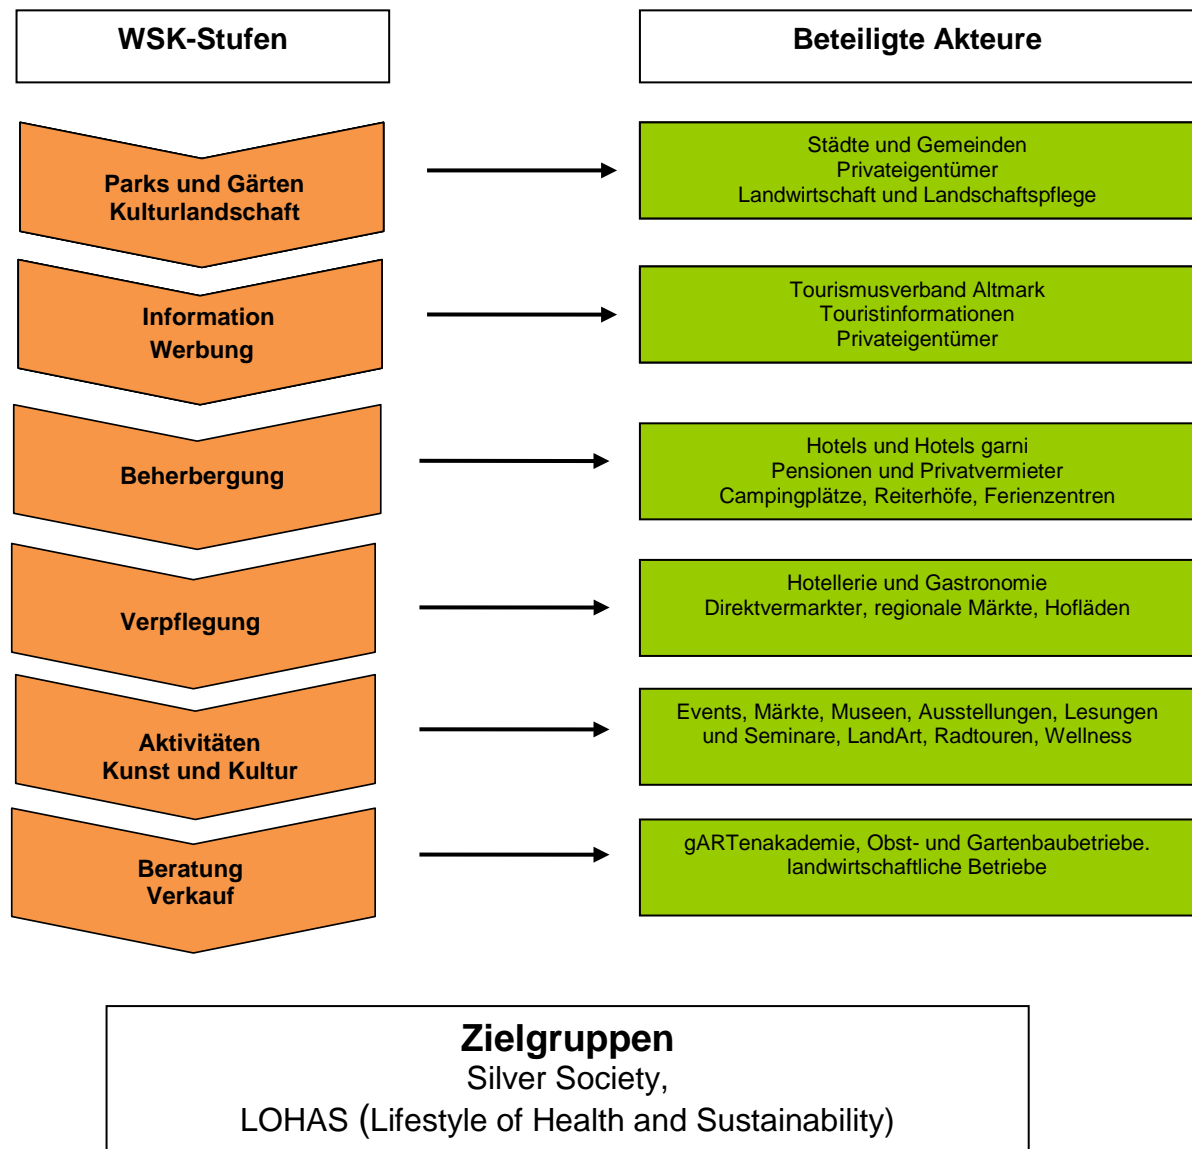 WSK-Stufen
Beteiligte Akteure
Parks und Gärten
Kulturlandschaft
Städte und Gemeinden
Privateigentümer
Landwirtschaft und Landschaftspflege
Information
Werbung
Tourismusverband Altmark
Touristinformationen
Privateigentümer
Beherbergung
Hotels und Hotels garni
Pensionen und Privatvermieter
Campingplätze, Reiterhöfe, Ferienzentren
Verpflegung
Hotellerie und Gastronomie
Direktvermarkter, regionale Märkte, Hofläden
Aktivitäten
Kunst und Kultur
Events, Märkte, Museen, Ausstellungen, Lesungen
und Seminare, LandArt, Radtouren, Wellness
Beratung
Verkauf
gARTenakademie, Obst- und Gartenbaubetriebe.
landwirtschaftliche Betriebe
Zielgruppen
Silver Society,
LOHAS (Lifestyle of Health and Sustainability)